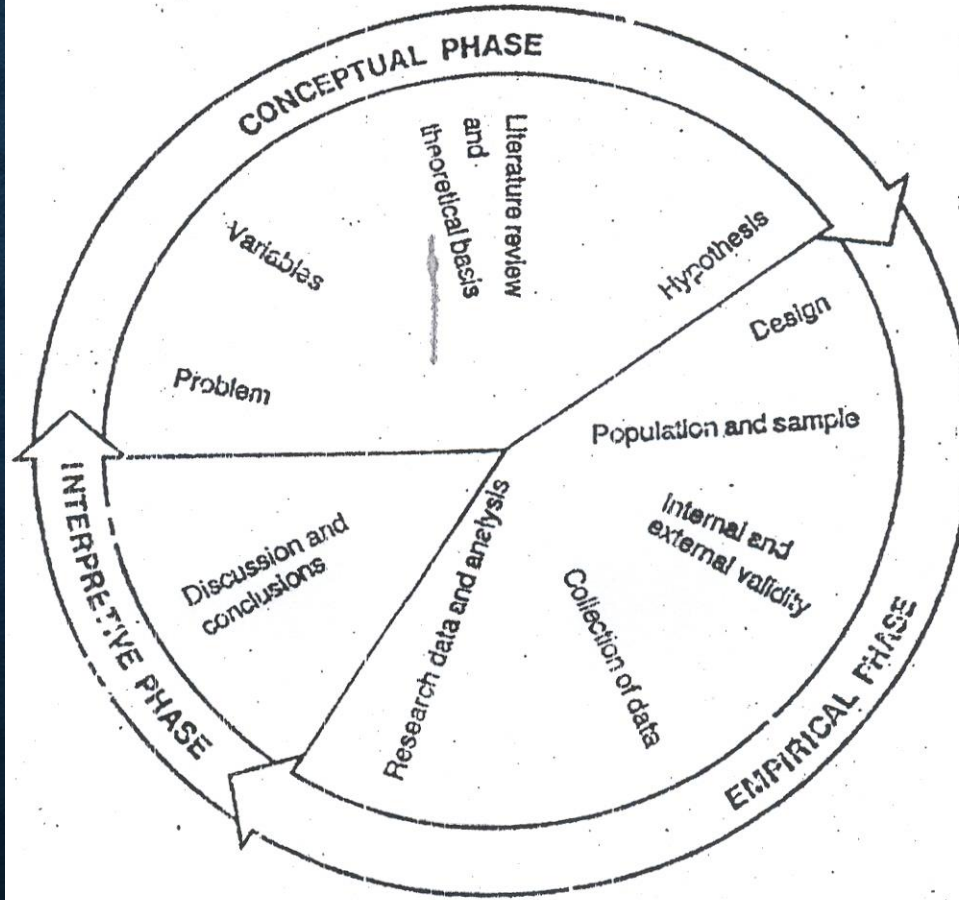 CONCEPTUAL PHASE
Problem
Variables
Literature review
and
theoretical basis
Hypothesis
EMPIRICAL PHASE
Design
Population and sample
Internal and
external validity
Collection of data
Research data and analysis
INTERPRETIVE PHASE
Discussion and
conclusions